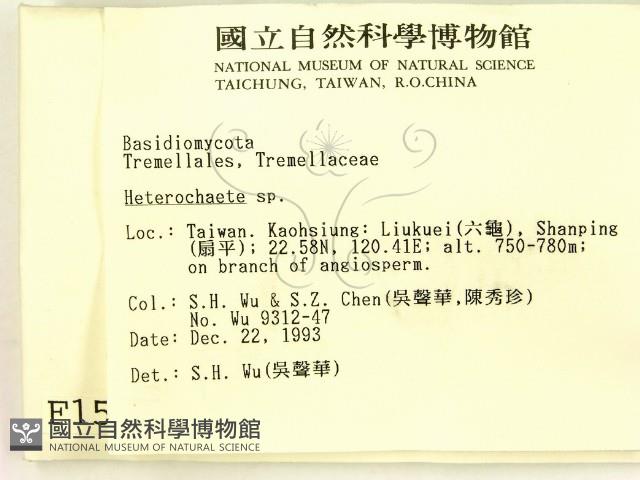 國立自然科學博物館
NATIONAL MUSEUM OF NATURAL SCIENCE
TAICHUNG, TAIWAN, R.O.CHINA
Basidiomycota
Tremellales, Tremellaceae
Heterochaete sp.
Loc.: Taiwan. Kaohsiung: Liukuei(六龜), Shanping
(扇平); 22.58N, 120.41E; alt. 750-780m;
on branch of angiosperm.
Col.: S.H. Wu & S.Z. Chen(吳聲華,陳秀珍)
No. Wu 9312-47
Date: Dec. 22, 1993
Det.: S.H. Wu(吳聲華)
國立自然科學博物館
NATIONAL MUSEUM OF NATURAL SCIENCE